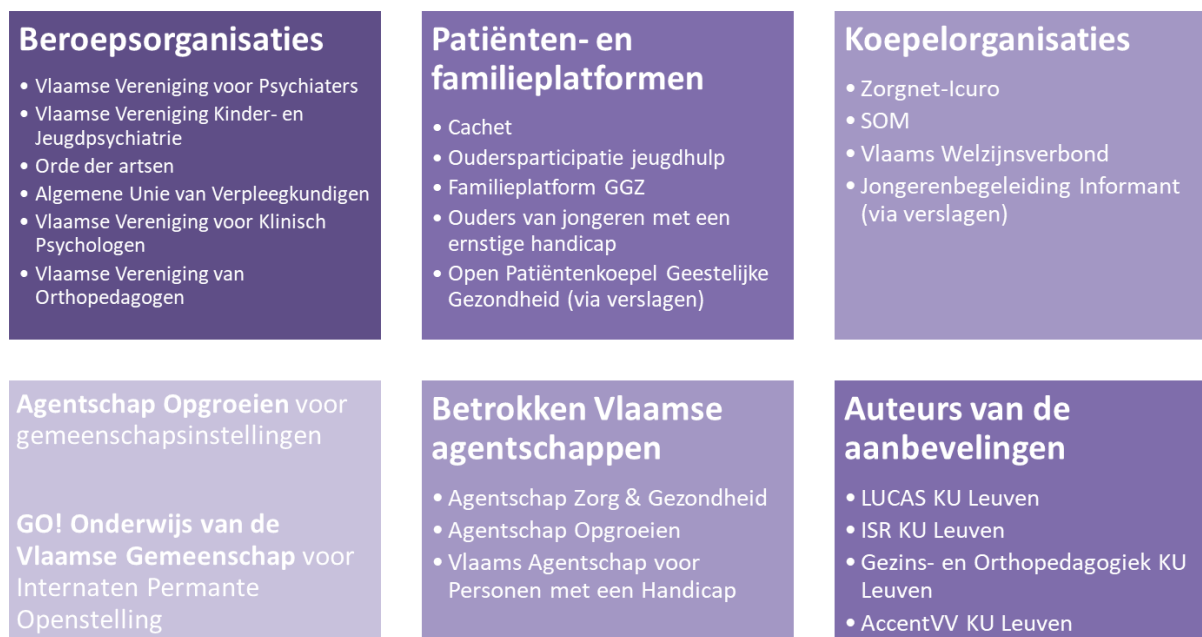 Beroepsorganisaties
• Vlaamse Vereniging voor Psychiaters
• Vlaamse Vereniging Kinder- en
Jeugdpsychiatrie
• Orde der artsen
• Algemene Unie van Verpleegkundigen
• Vlaamse Vereniging voor Klinisch
Psychologen
• Vlaamse Vereniging van
Orthopedagogen
Patiënten- en
familieplatformen
• Cachet
• Oudersparticipatie jeugdhulp
• Familieplatform GGZ
• Ouders van jongeren met een
ernstige handicap
• Open Patiëntenkoepel Geestelijke
Gezondheid (via verslagen)
Koepelorganisaties
• Zorgnet-Icuro
• SOM
• Vlaams Welzijnsverbond
• Jongerenbegeleiding Informant
(via verslagen)
Agentschap Opgroeien voor
gemeenschapsinstellingen
GO! Onderwijs van de
Vlaamse Gemeenschap voor
Internaten Permante
Openstelling
Betrokken Vlaamse
agentschappen
• Agentschap Zorg & Gezondheid
• Agentschap Opgroeien
• Vlaams Agentschap voor
Personen met een Handicap
Auteurs van de
aanbevelingen
• LUCAS KU Leuven
• ISR KU Leuven
• Gezins- en Orthopedagogiek KU
Leuven
• AccentVV KU Leuven